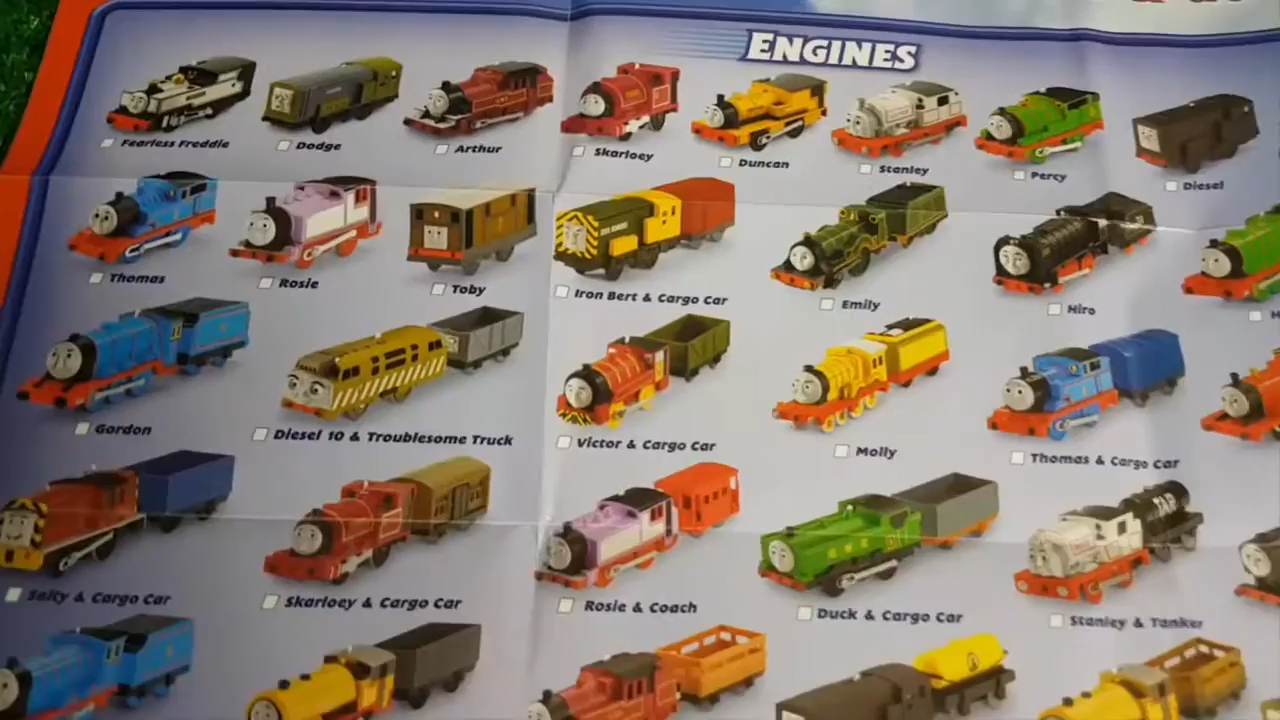 ENGINES
Fearless Freddie
Dodge
Arthur
Skarloey
Duncan
Stanley
Percy
Diesel
Thomas
Rosie
Toby
Iron Bert & Cargo Car
Emily
Hiro
H
Gordon
Diesel 10 & Troublesome Truck
Victor & Cargo Car
Molly
Thomas & Cargo Car
Salty & Cargo Car
Skarloey & Cargo Car
Rosie & Coach
Duck & Cargo Car
TAR
Stanley & Tanker